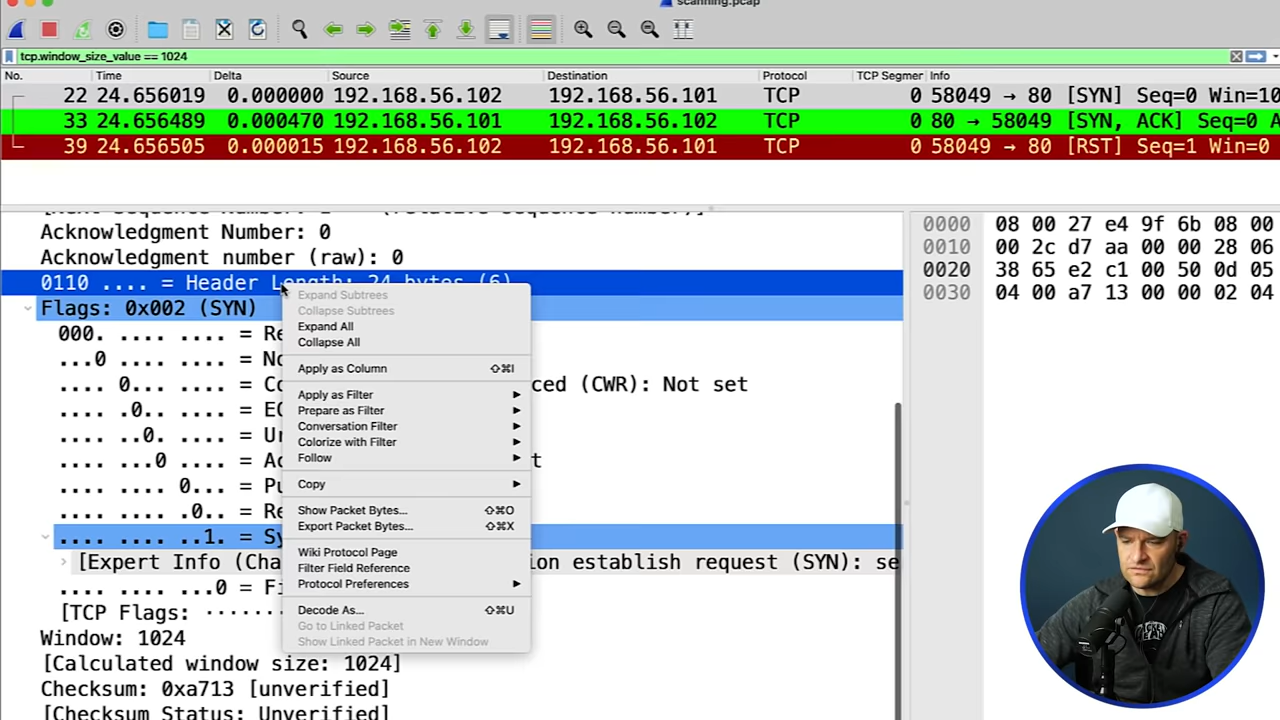 scanning.pcap
tcp.window_size_value == 1024
No. Time Delta Source Destination Protocol TCP Segmer Info
22 24.656019 0.000000 192.168.56.102 192.168.56.101 TCP 0 58049 → 80 [SYN] Seq=0 Win=10
33 24.656489 0.000470 192.168.56.101 192.168.56.102 TCP 0 80 → 58049 [SYN, ACK] Seq=0 A
39 24.656505 0.000015 192.168.56.102 192.168.56.101 TCP 0 58049 → 80 [RST] Seq=1 Win=0
[Next Sequence Number: 1 (relative sequence number)]
Acknowledgment Number: 0
Acknowledgment number (raw): 0
0110 .... = Header Length: 24 bytes (6)
Flags: 0x002 (SYN)
000. .... .... = Re
...0 .... .... = No
.... 0... .... = Co ced (CWR): Not set
.... .0.. .... = EC
.... ..0. .... = Ur
.... ...0 .... = Ac t
.... .... 0... = Pu
.... .... .0.. = Re
.... .... ..1. = Sy
[Expert Info (Cha ion establish request (SYN): se
.... .... ...0 = Fi
[TCP Flags: ·······
Window: 1024
[Calculated window size: 1024]
Checksum: 0xa713 [unverified]
[Checksum Status: Unverified]
Expand Subtrees
Collapse Subtrees
Expand All
Collapse All
Apply as Column ⇧⌘I
Apply as Filter
Prepare as Filter
Conversation Filter
Colorize with Filter
Follow
Copy
Show Packet Bytes... ⇧⌘O
Export Packet Bytes... ⇧⌘X
Wiki Protocol Page
Filter Field Reference
Protocol Preferences
Decode As... ⇧⌘U
Go to Linked Packet
Show Linked Packet in New Window
0000 08 00 27 e4 9f 6b 08 00
0010 00 2c d7 aa 00 00 28 06
0020 38 65 e2 c1 00 50 0d 05
0030 04 00 a7 13 00 00 02 04